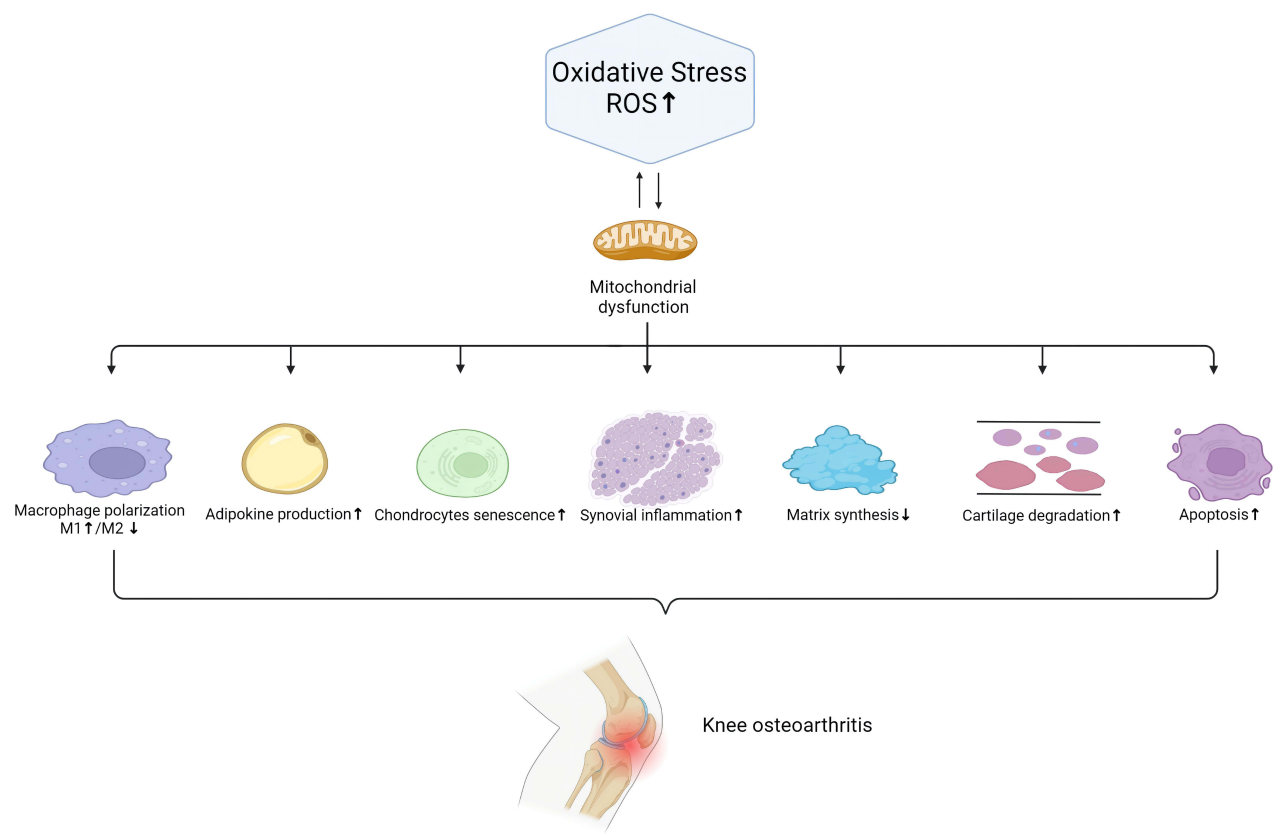 Oxidative Stress
ROS↑
Mitochondrial
dysfunction
Macrophage polarization
M1↑/M2 ↓
Adipokine production↑
Chondrocytes senescence↑
Synovial inflammation↑
Matrix synthesis↓
Cartilage degradation↑
Apoptosis↑
Knee osteoarthritis